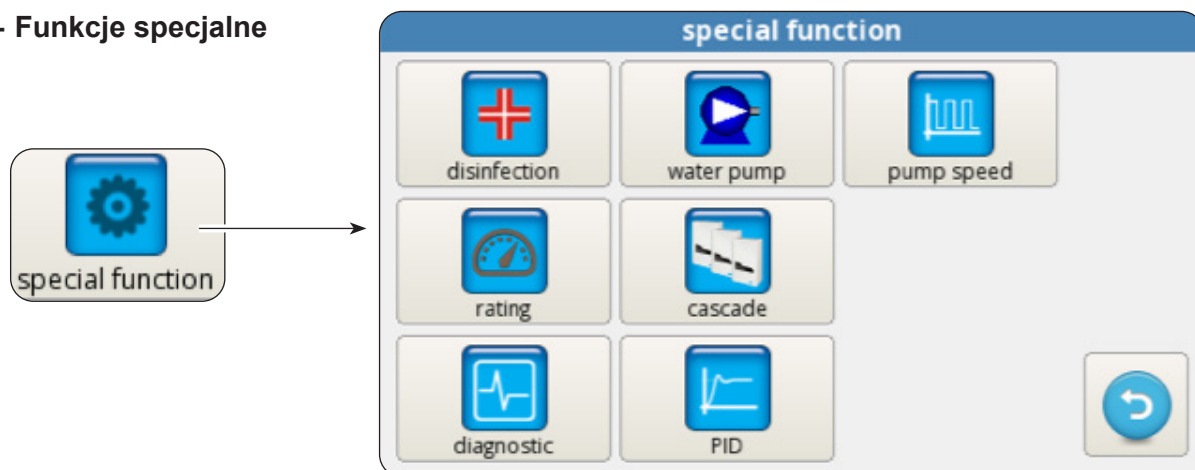 - Funkcje specjalne
special function
special function
disinfection
water pump
pump speed
rating
cascade
diagnostic
PID